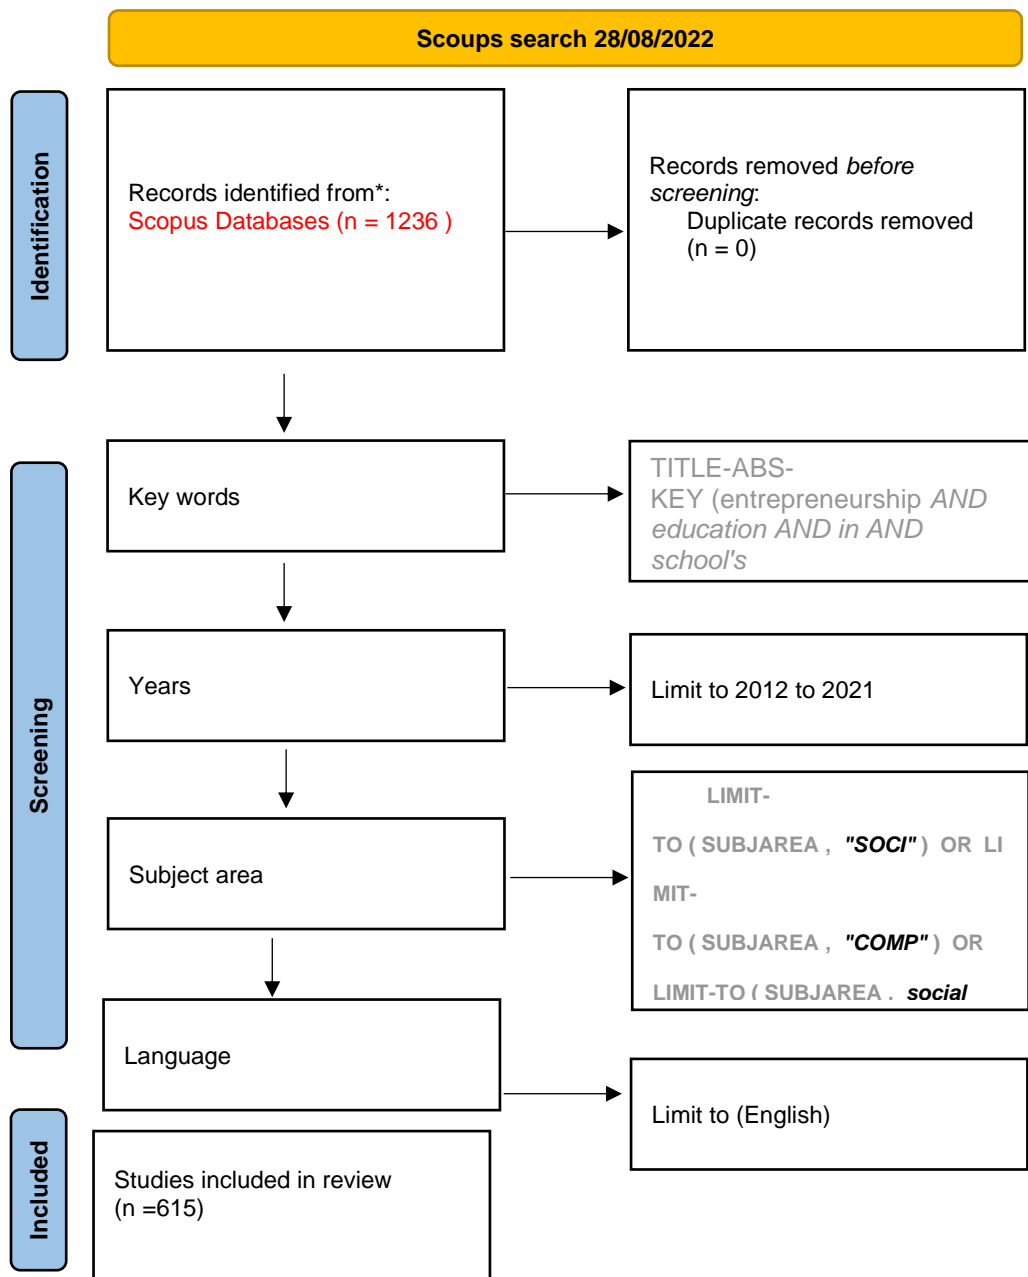 Scoups search 28/08/2022
Identification
Records identified from*:
Scopus Databases (n = 1236 )
Records removed before
screening:
Duplicate records removed
(n = 0)
Screening
Key words
TITLE-ABS-
KEY (entrepreneurship AND
education AND in AND
school's
Years
Limit to 2012 to 2021
Subject area
LIMIT-
TO ( SUBJAREA , "SOCI" ) OR LI
MIT-
TO ( SUBJAREA , "COMP" ) OR
LIMIT-TO ( SUBJAREA , social
Language
Limit to (English)
Included
Studies included in review
(n =615)